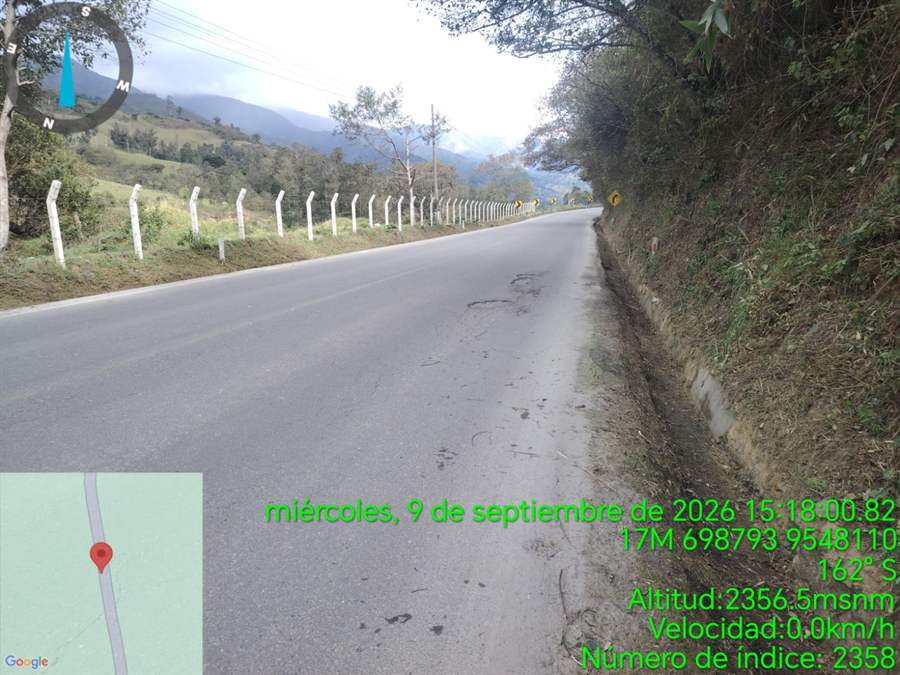 S
E
W
N
miércoles, 9 de septiembre de 2026 15:18:00.82
17M 698793 9548110
162° S
Altitud:2356.5msnm
Velocidad:0,0km/h
Número de índice: 2358
Google